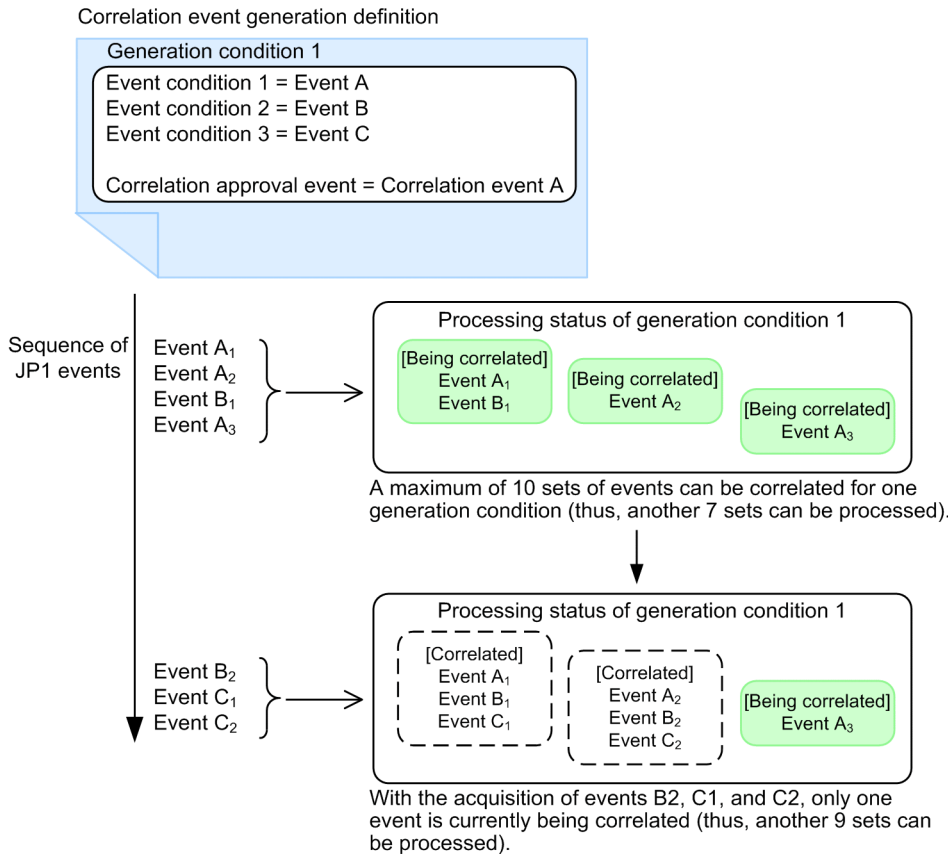 Correlation event generation definition
Generation condition 1
Event condition 1 = Event A
Event condition 2 = Event B
Event condition 3 = Event C
Correlation approval event = Correlation event A
Sequence of
JP1 events
Event A₁
Event A₂
Event B₁
Event A₃
Processing status of generation condition 1
[Being correlated]
Event A₁
Event B₁
[Being correlated]
Event A₂
[Being correlated]
Event A₃
A maximum of 10 sets of events can be correlated for one
generation condition (thus, another 7 sets can be processed).
Event B₂
Event C₁
Event C₂
Processing status of generation condition 1
[Correlated]
Event A₁
Event B₁
Event C₁
[Correlated]
Event A₂
Event B₂
Event C₂
[Being correlated]
Event A₃
With the acquisition of events B2, C1, and C2, only one
event is currently being correlated (thus, another 9 sets can
be processed).